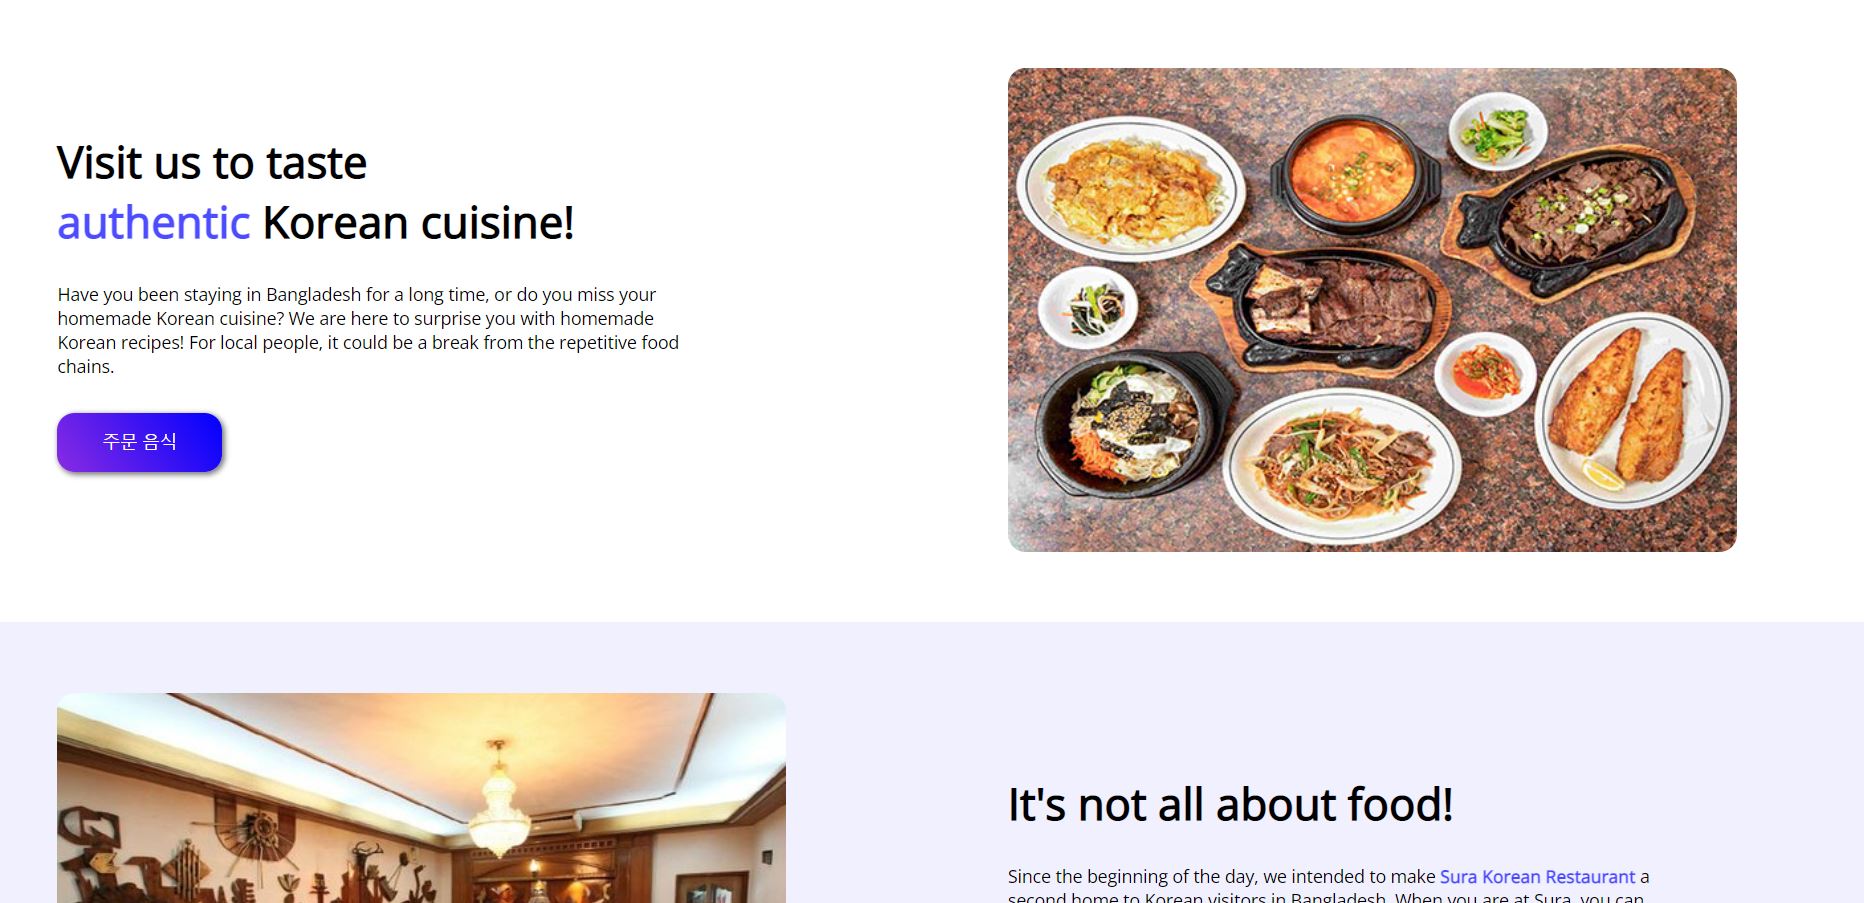 Visit us to taste
authentic Korean cuisine!
Have you been staying in Bangladesh for a long time, or do you miss your
homemade Korean cuisine? We are here to surprise you with homemade
Korean recipes! For local people, it could be a break from the repetitive food
chains.
주문 음식
It's not all about food!
Since the beginning of the day, we intended to make Sura Korean Restaurant a
second home to Korean visitors in Bangladesh. When you are at Sura, you can